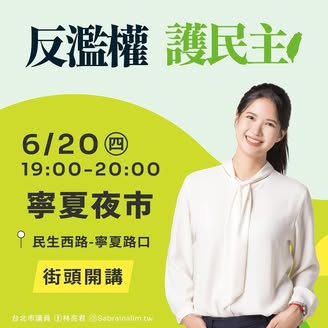 反濫權 護民主
6/20 四
19:00-20:00
寧夏夜市
民生西路-寧夏路口
街頭開講
台北市議員 林亮君 @Sabrinalim.tw